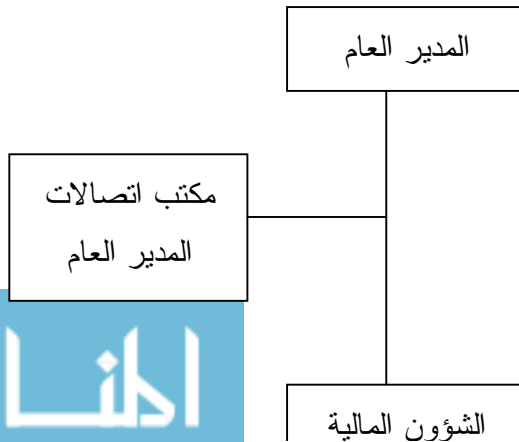 المدير العام
مكتب اتصالات
المدير العام
الشؤون المالية